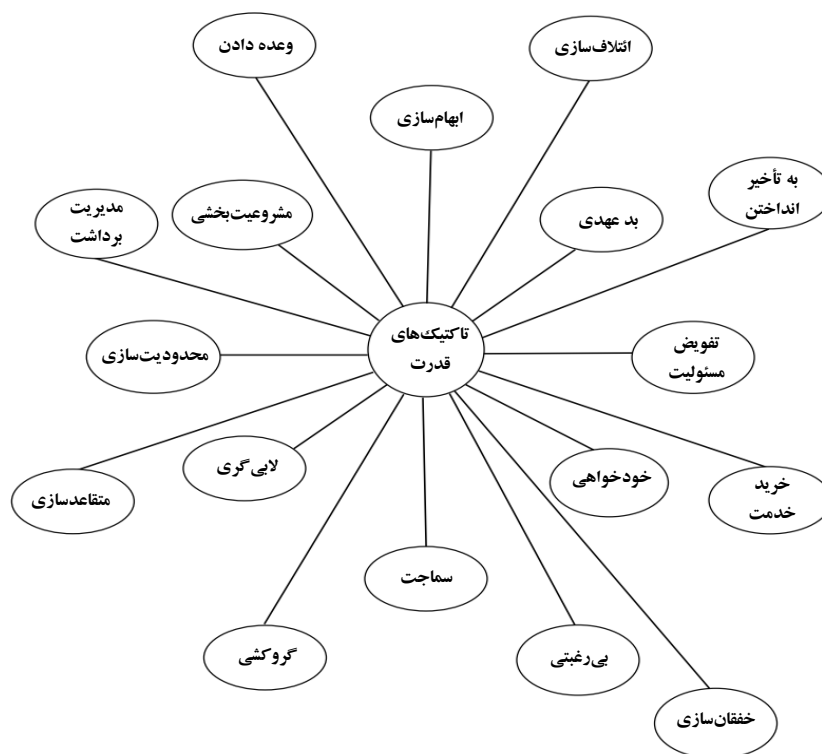 وعده دادن
ائتلاف‌سازی
ابهام‌سازی
به تأخیر
انداختن
مدیریت
برداشت
مشروعیت‌بخشی
بد عهدی
تاکتیک‌های
قدرت
محدودیت‌سازی
تفویض
مسئولیت
متقاعدسازی
لابی‌گری
خودخواهی
خرید
خدمت
سماجت
گروکشی
بی‌رغبتی
خفقان‌سازی